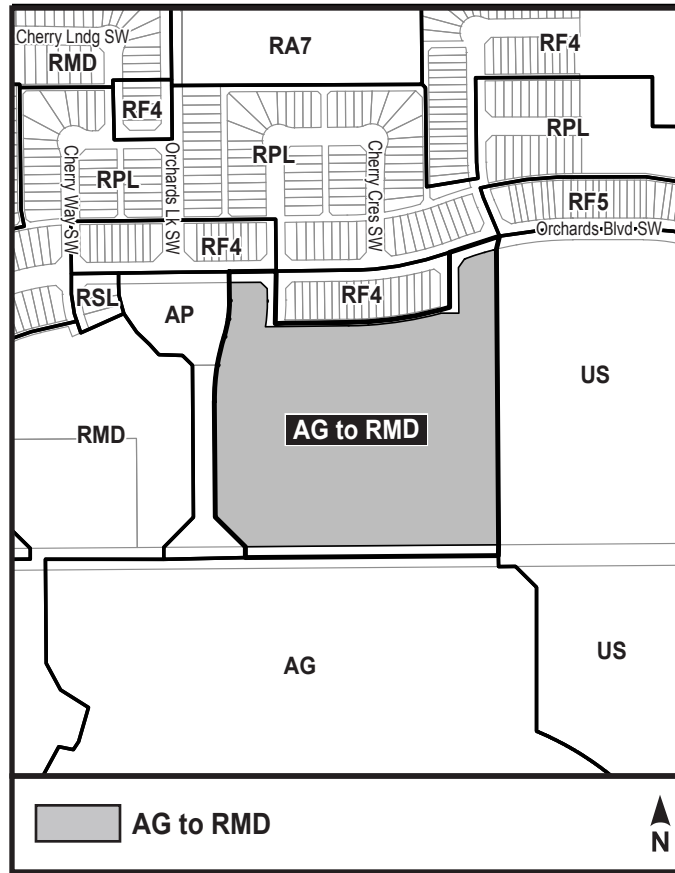 Cherry Lndg SW
RMD
RA7
RF4
RF4
RPL
RPL
RPL
Cherry Way SW
Orchards Lk SW
Cherry Cres SW
RF5
Orchards Blvd SW
RF4
RSL
AP
RF4
US
AG to RMD
RMD
AG
US
AG to RMD
N